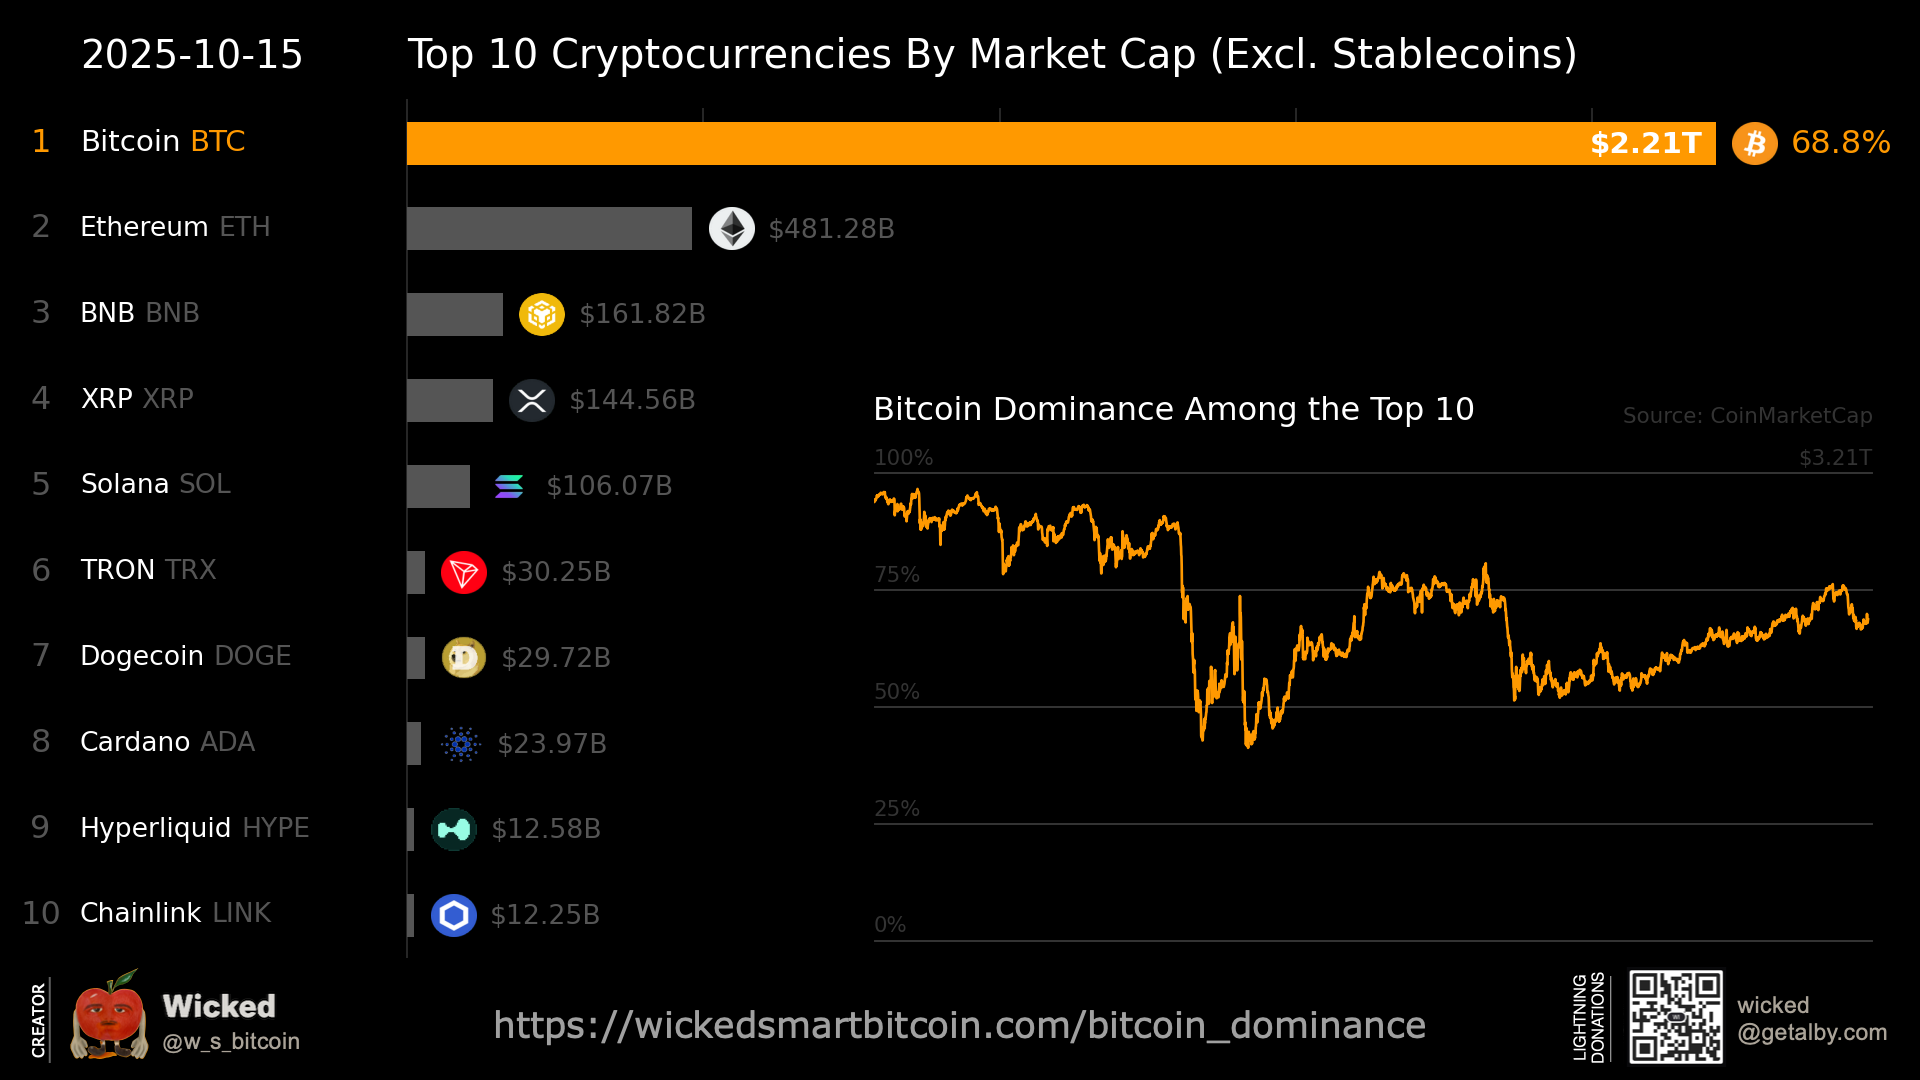 2025-10-15
Top 10 Cryptocurrencies By Market Cap (Excl. Stablecoins)
1 Bitcoin BTC $2.21T 68.8%
2 Ethereum ETH $481.28B
3 BNB BNB $161.82B
4 XRP XRP $144.56B
5 Solana SOL $106.07B
6 TRON TRX $30.25B
7 Dogecoin DOGE $29.72B
8 Cardano ADA $23.97B
9 Hyperliquid HYPE $12.58B
10 Chainlink LINK $12.25B
Bitcoin Dominance Among the Top 10
Source: CoinMarketCap
100%
$3.21T
75%
50%
25%
0%
CREATOR
Wicked
@w_s_bitcoin
https://wickedsmartbitcoin.com/bitcoin_dominance
LIGHTNING
DONATIONS
wicked
@getalby.com